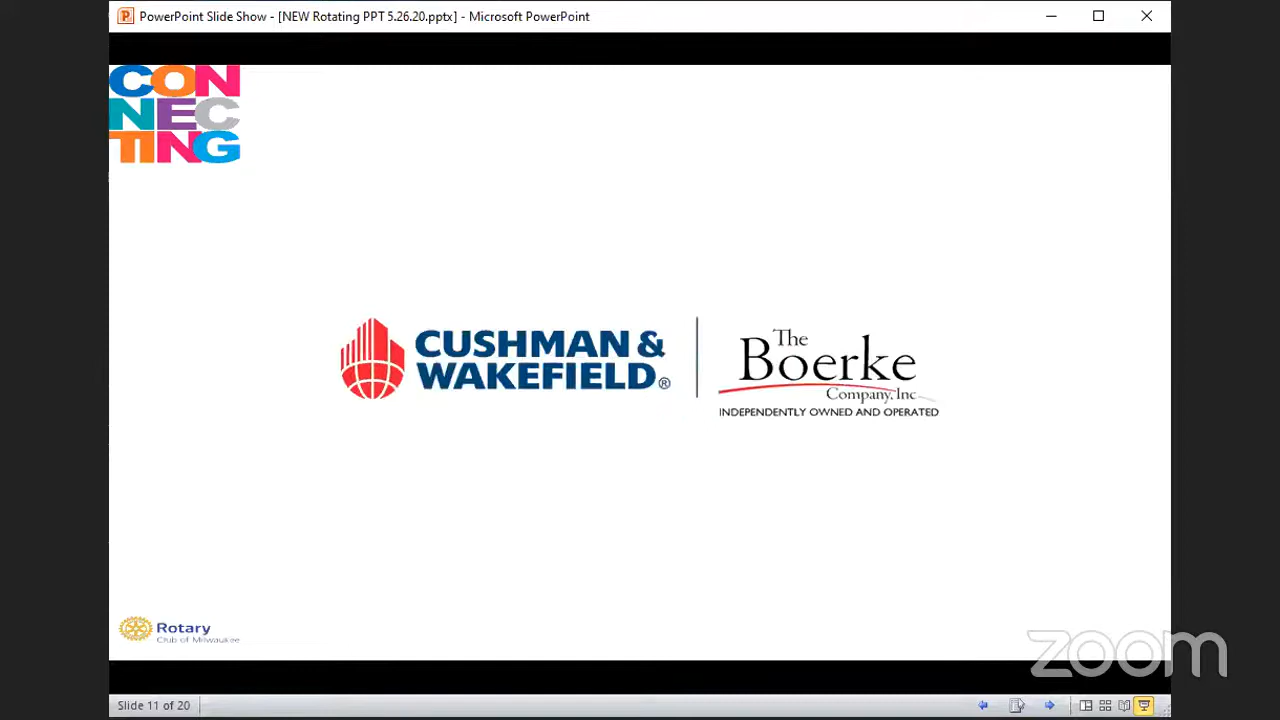 PowerPoint Slide Show - [NEW Rotating PPT 5.26.20.pptx] - Microsoft PowerPoint
CON
NEC
TING
CUSHMAN &
WAKEFIELD®
The
Boerke
Company, Inc
INDEPENDENTLY OWNED AND OPERATED
Rotary
Club of Milwaukee
zoom
Slide 11 of 20